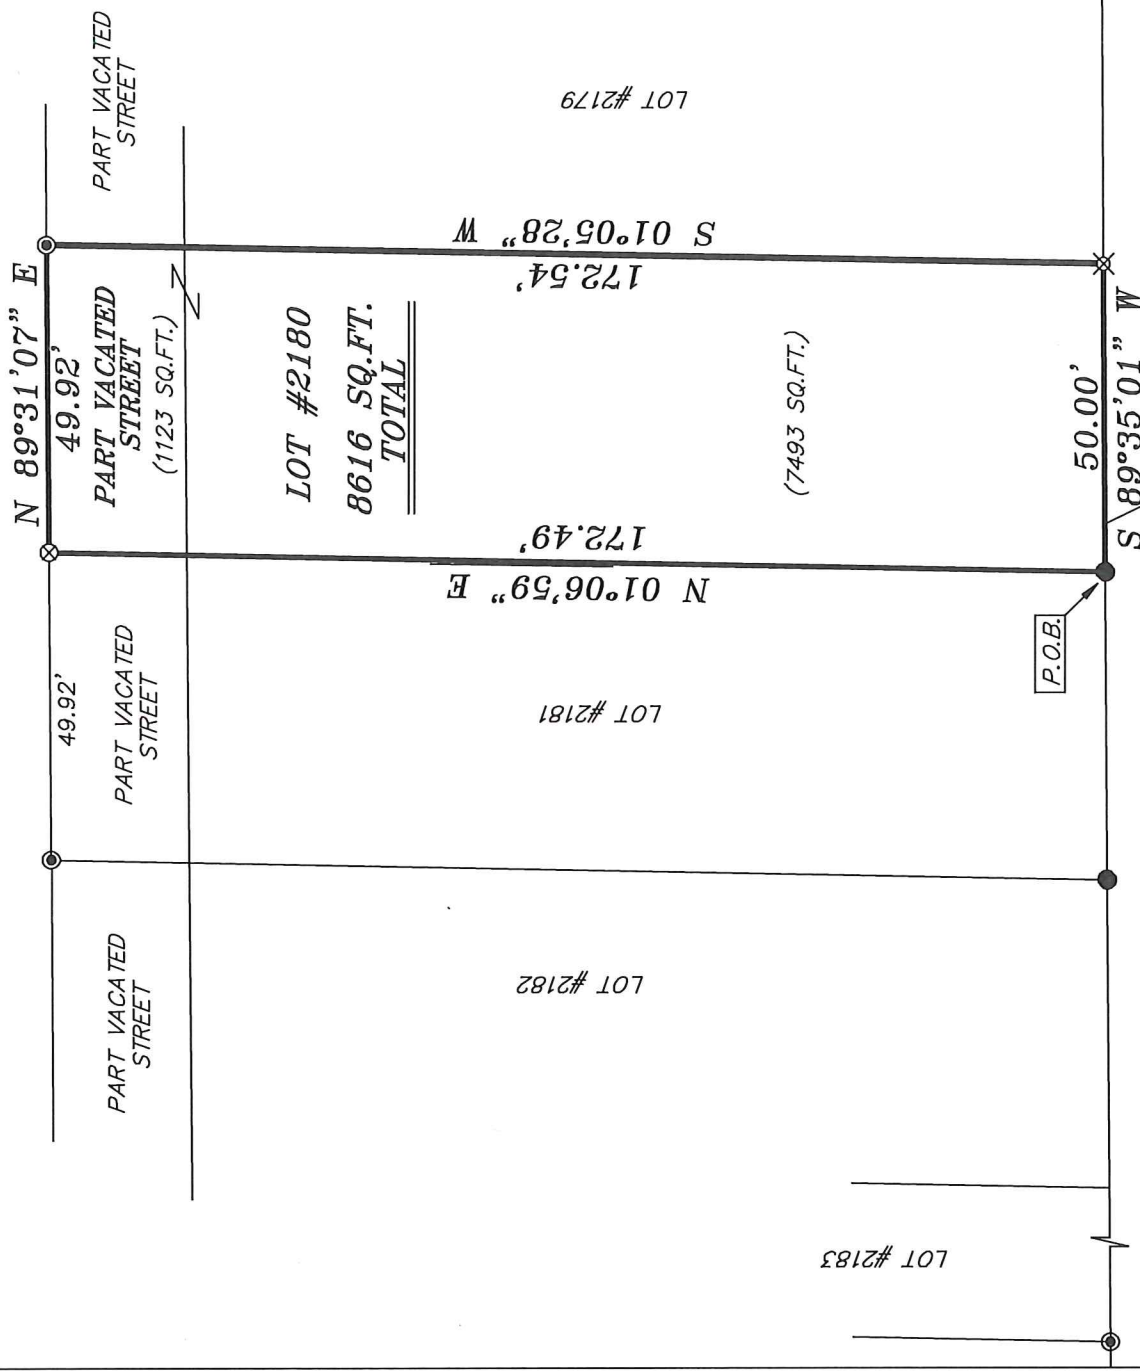 PART VACATED
STREET
N 89°31'07" E
49.92'
PART VACATED
STREET
(1123 SQ.FT.)
LOT #2180
8616 SQ.FT.
TOTAL
(7493 SQ.FT.)
S 01°05'28" W
172.54'
LOT #2179
172.49'
N 01°06'59" E
50.00'
S 89°35'01" W
P.O.B.
49.92'
PART VACATED
STREET
LOT #2181
PART VACATED
STREET
LOT #2182
LOT #2183